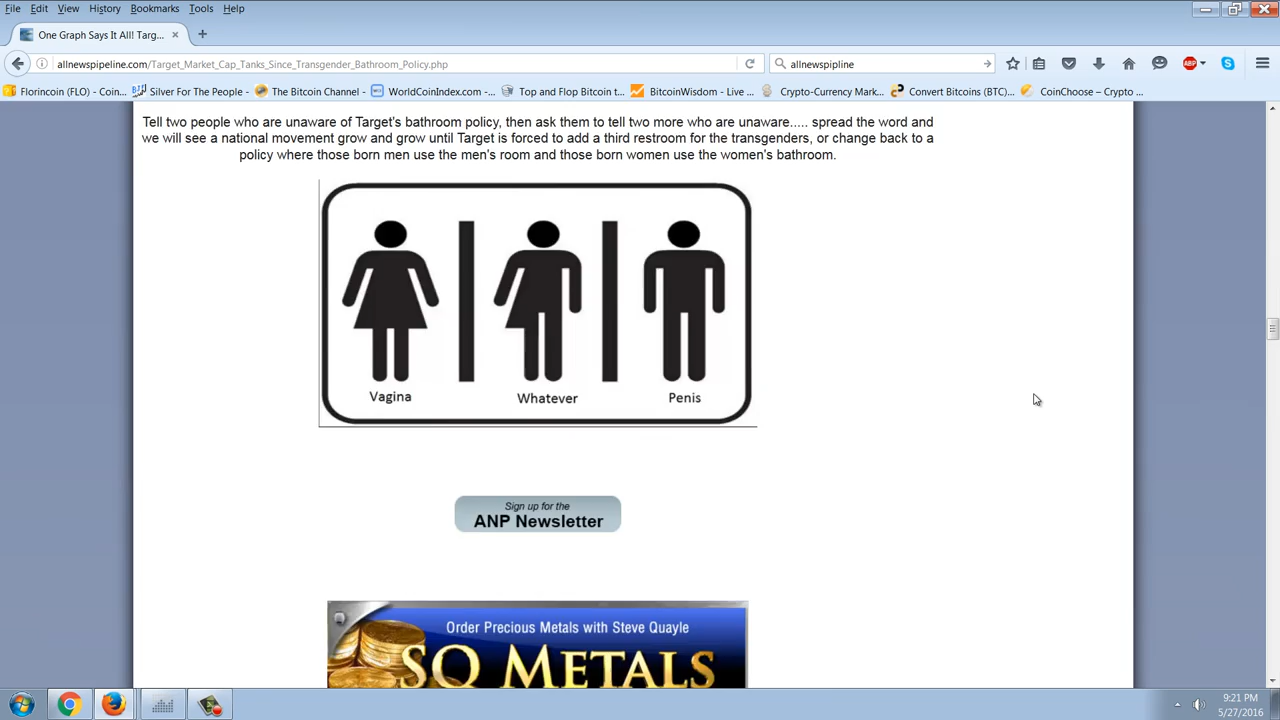 File Edit View History Bookmarks Tools Help
One Graph Says It All! Targ...
allnewspipeline.com/Target_Market_Cap_Tanks_Since_Transgender_Bathroom_Policy.php
allnewspipline
ABP
Florincoin (FLO) - Coin... Silver For The People - The Bitcoin Channel - WorldCoinIndex.com -... Top and Flop Bitcoin t... BitcoinWisdom - Live ... Crypto-Currency Mark... Convert Bitcoins (BTC)... CoinChoose – Crypto ...
Tell two people who are unaware of Target's bathroom policy, then ask them to tell two more who are unaware..... spread the word and
we will see a national movement grow and grow until Target is forced to add a third restroom for the transgenders, or change back to a
policy where those born men use the men's room and those born women use the women's bathroom.
Vagina Whatever Penis
Sign up for the
ANP Newsletter
Order Precious Metals with Steve Quayle
SQ METALS
9:21 PM
5/27/2016